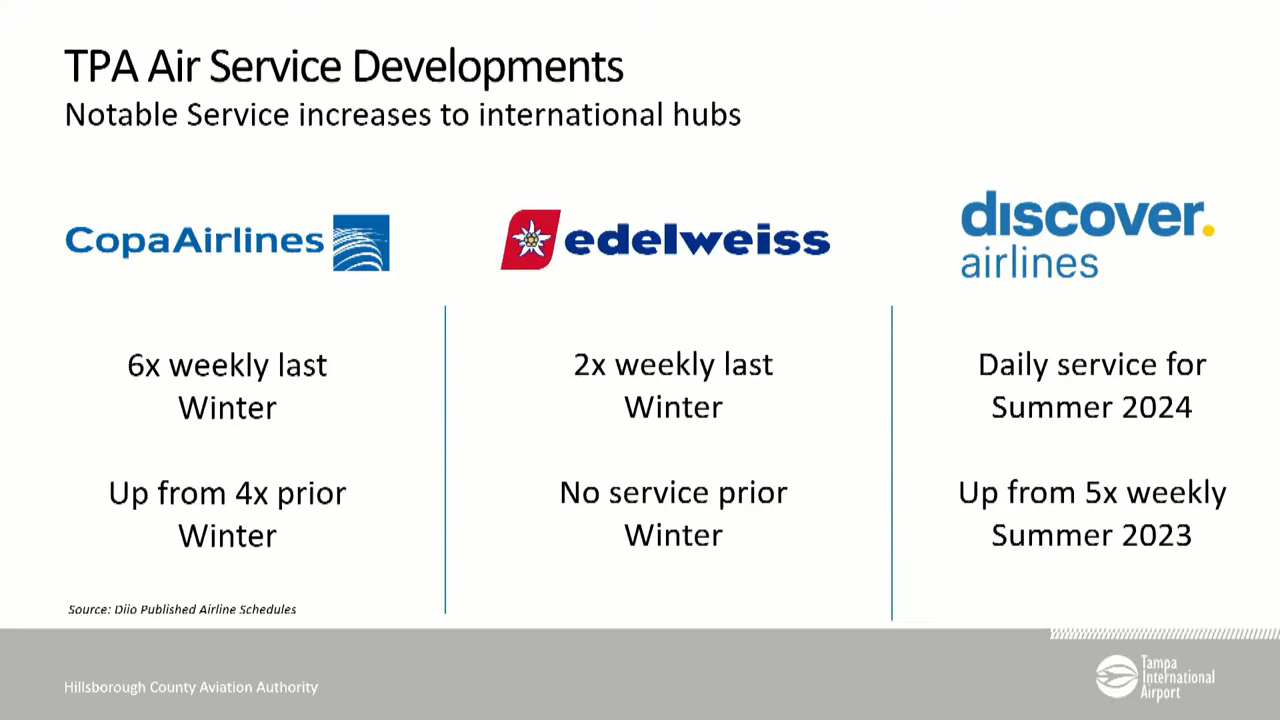 TPA Air Service Developments
Notable Service increases to international hubs
CopaAirlines
edelweiss
discover.
airlines
6x weekly last
Winter
Up from 4x prior
Winter
2x weekly last
Winter
No service prior
Winter
Daily service for
Summer 2024
Up from 5x weekly
Summer 2023
Source: Diio Published Airline Schedules
Hillsborough County Aviation Authority
Tampa
International
Airport